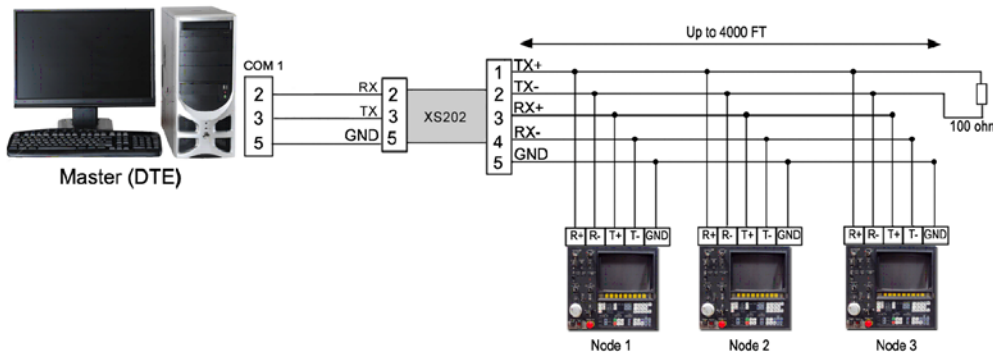 Up to 4000 FT
COM 1
2
3
5
RX
TX
GND
2
3
5
XS202
1
2
3
4
5
TX+
TX-
RX+
RX-
GND
100 ohm
Master (DTE)
R+ R- T+ T- GND
R+ R- T+ T- GND
R+ R- T+ T- GND
Node 1
Node 2
Node 3